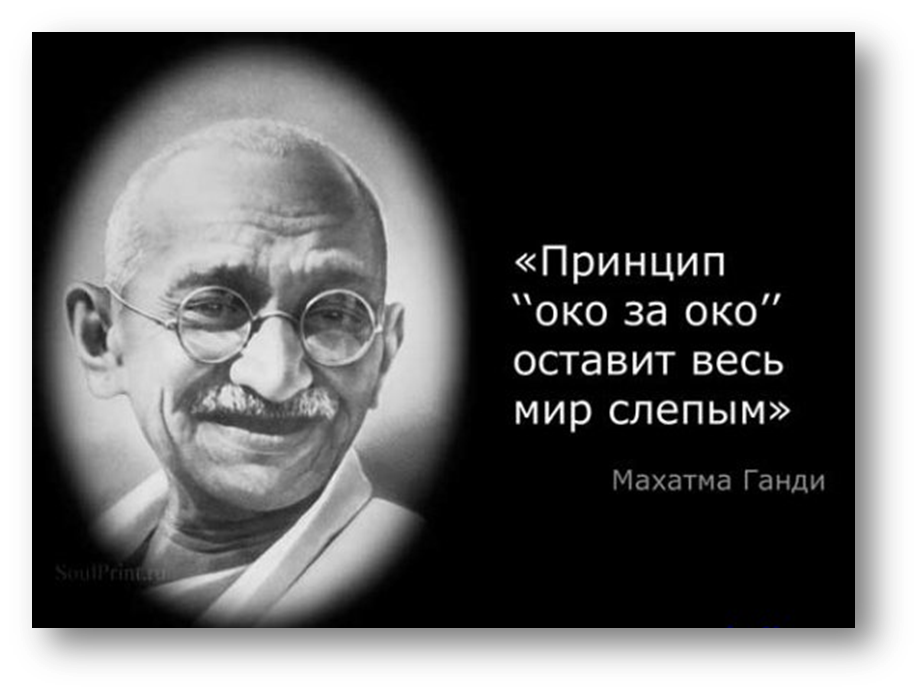 «Принцип
‘‘око за око’’
оставит весь
мир слепым»
Махатма Ганди
SoulPrint.ru